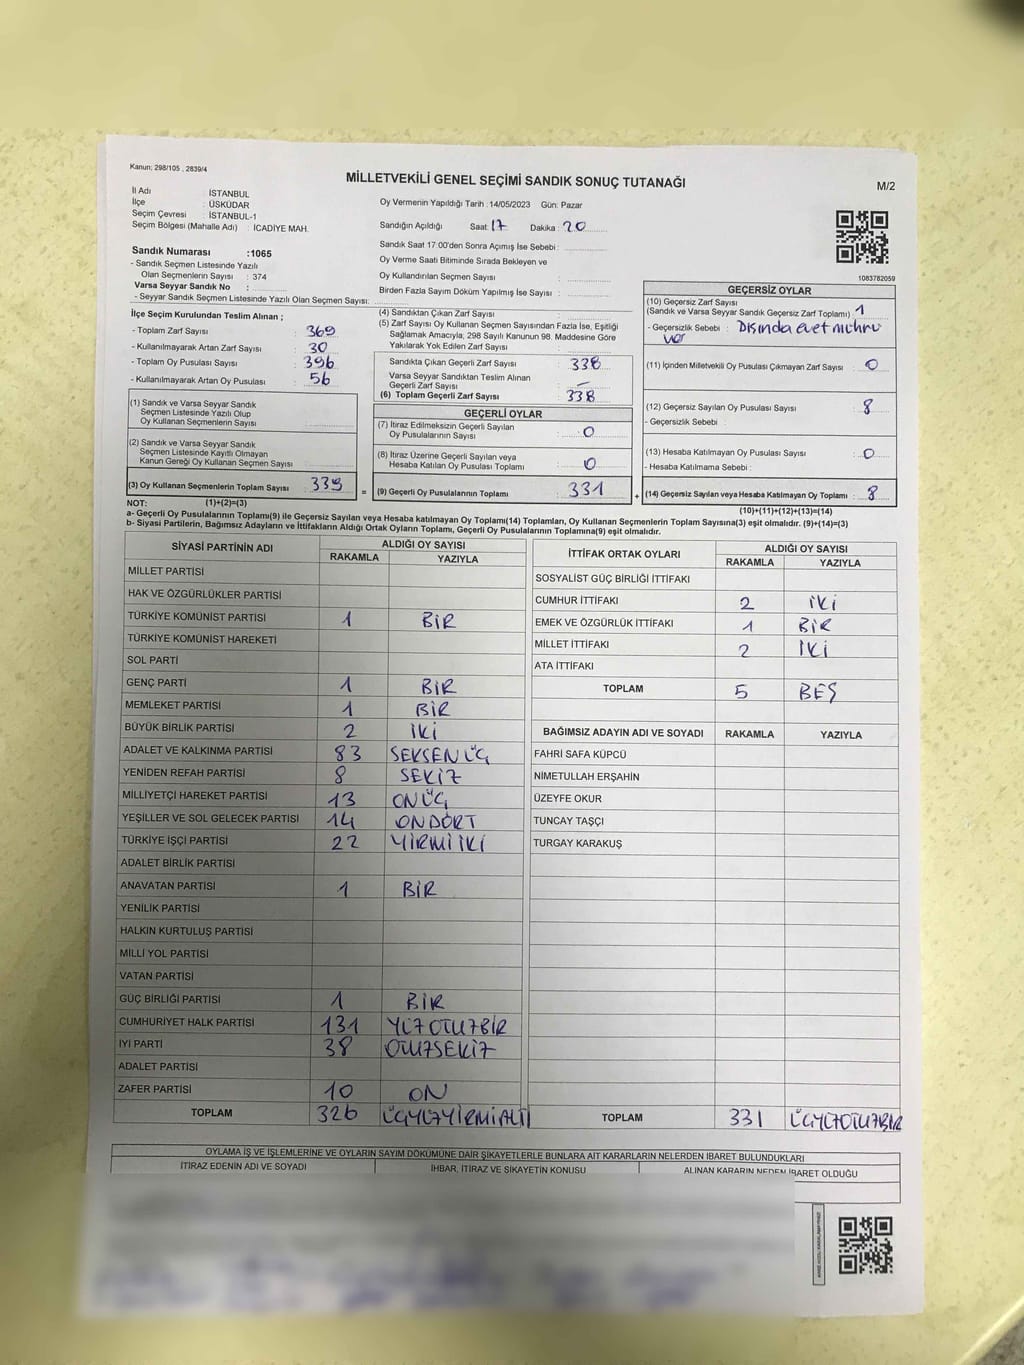 Kanun: 298/105 , 2839/4
MİLLETVEKİLİ GENEL SEÇİMİ SANDIK SONUÇ TUTANAĞI
M/2
İl Adı : İSTANBUL
İlçe : ÜSKÜDAR
Seçim Çevresi : İSTANBUL-1
Seçim Bölgesi (Mahalle Adı) : İCADİYE MAH.
Sandık Numarası :1065
- Sandık Seçmen Listesinde Yazılı
Olan Seçmenlerin Sayısı : 374
Varsa Seyyar Sandık No :
- Seyyar Sandık Seçmen Listesinde Yazılı Olan Seçmen Sayısı:
İlçe Seçim Kurulundan Teslim Alınan ;
- Toplam Zarf Sayısı : 369
- Kullanılmayarak Artan Zarf Sayısı : 30
- Toplam Oy Pusulası Sayısı : 396
- Kullanılmayarak Artan Oy Pusulası : 56
(1) Sandık ve Varsa Seyyar Sandık
Seçmen Listesinde Yazılı Olup
Oy Kullanan Seçmenlerin Sayısı :
(2) Sandık ve Varsa Seyyar Sandık
Seçmen Listesinde Kayıtlı Olmayan
Kanun Gereği Oy Kullanan Seçmen Sayısı :
(3) Oy Kullanan Seçmenlerin Toplam Sayısı : 339
Oy Vermenin Yapıldığı Tarih : 14/05/2023 Gün: Pazar
Sandığın Açıldığı Saat: 17 Dakika : 20
Sandık Saat 17:00'den Sonra Açımış İse Sebebi :
Oy Verme Saati Bitiminde Sırada Bekleyen ve
Oy Kullandırılan Seçmen Sayısı :
Birden Fazla Sayım Döküm Yapılmış İse Sayısı :
(4) Sandıktan Çıkan Zarf Sayısı :
(5) Zarf Sayısı Oy Kullanan Seçmen Sayısından Fazla İse, Eşitliği
Sağlamak Amacıyla, 298 Sayılı Kanunun 98. Maddesine Göre
Yakılarak Yok Edilen Zarf Sayısı :
Sandıkta Çıkan Geçerli Zarf Sayısı : 338
Varsa Seyyar Sandıktan Teslim Alınan
Geçerli Zarf Sayısı : -
(6) Toplam Geçerli Zarf Sayısı : 338
GEÇERLİ OYLAR
(7) İtiraz Edilmeksizin Geçerli Sayılan
Oy Pusulalarının Sayısı : 0
(8) İtiraz Üzerine Geçerli Sayılan veya
Hesaba Katılan Oy Pusulası Toplamı : 0
= (9) Geçerli Oy Pusulalarının Toplamı : 331
1083782059
GEÇERSİZ OYLAR
(10) Geçersiz Zarf Sayısı : 1
(Sandık ve Varsa Seyyar Sandık Geçersiz Zarf Toplamı)
- Geçersizlik Sebebi : Dışında evet mührü
var
(11) İçinden Milletvekili Oy Pusulası Çıkmayan Zarf Sayısı : 0
(12) Geçersiz Sayılan Oy Pusulası Sayısı : 8
- Geçersizlik Sebebi :
(13) Hesaba Katılmayan Oy Pusulası Sayısı : 0
- Hesaba Katılmama Sebebi :
+ (14) Geçersiz Sayılan veya Hesaba Katılmayan Oy Toplamı : 8
NOT: (1)+(2)=(3)
(10)+(11)+(12)+(13)=(14)
a- Geçerli Oy Pusulalarının Toplamı(9) ile Geçersiz Sayılan veya Hesaba katılmayan Oy Toplamı(14) Toplamları, Oy Kullanan Seçmenlerin Toplam Sayısına(3) eşit olmalıdır. (9)+(14)=(3)
b- Siyasi Partilerin, Bağımsız Adayların ve İttifakların Aldığı Ortak Oyların Toplamı, Geçerli Oy Pusulalarının Toplamına(9) eşit olmalıdır.
SİYASİ PARTİNİN ADI ALDIĞI OY SAYISI
RAKAMLA YAZIYLA
MİLLET PARTİSİ
HAK VE ÖZGÜRLÜKLER PARTİSİ
TÜRKİYE KOMÜNİST PARTİSİ 1 BİR
TÜRKİYE KOMÜNİST HAREKETİ
SOL PARTİ
GENÇ PARTİ 1 BİR
MEMLEKET PARTİSİ 1 BİR
BÜYÜK BİRLİK PARTİSİ 2 İKİ
ADALET VE KALKINMA PARTİSİ 83 SEKSENÜÇ
YENİDEN REFAH PARTİSİ 8 SEKİZ
MİLLİYETÇİ HAREKET PARTİSİ 13 ONÜÇ
YEŞİLLER VE SOL GELECEK PARTİSİ 14 ONDÖRT
TÜRKİYE İŞÇİ PARTİSİ 22 YİRMİİKİ
ADALET BİRLİK PARTİSİ
ANAVATAN PARTİSİ 1 BİR
YENİLİK PARTİSİ
HALKIN KURTULUŞ PARTİSİ
MİLLİ YOL PARTİSİ
VATAN PARTİSİ
GÜÇ BİRLİĞİ PARTİSİ 1 BİR
CUMHURİYET HALK PARTİSİ 131 YÜZOTUZBİR
İYİ PARTİ 38 OTUZSEKİZ
ADALET PARTİSİ
ZAFER PARTİSİ 10 ON
TOPLAM 326 ÜÇYÜZYİRMİALTI
İTTİFAK ORTAK OYLARI ALDIĞI OY SAYISI
RAKAMLA YAZIYLA
SOSYALİST GÜÇ BİRLİĞİ İTTİFAKI
CUMHUR İTTİFAKI 2 İKİ
EMEK VE ÖZGÜRLÜK İTTİFAKI 1 BİR
MİLLET İTTİFAKI 2 İKİ
ATA İTTİFAKI
TOPLAM 5 BEŞ
BAĞIMSIZ ADAYIN ADI VE SOYADI RAKAMLA YAZIYLA
FAHRİ SAFA KÜPCÜ
NİMETULLAH ERŞAHİN
ÜZEYFE OKUR
TUNCAY TAŞÇI
TURGAY KARAKUŞ
TOPLAM 331 ÜÇYÜZOTUZBİR
OYLAMA İŞ VE İŞLEMLERİNE VE OYLARIN SAYIM DÖKÜMÜNE DAİR ŞİKAYETLERLE BUNLARA AİT KARARLARIN NELERDEN İBARET BULUNDUKLARI
İTİRAZ EDENİN ADI VE SOYADI İHBAR, İTİRAZ VE ŞİKAYETİN KONUSU ALINAN KARARIN NEDEN İBARET OLDUĞU